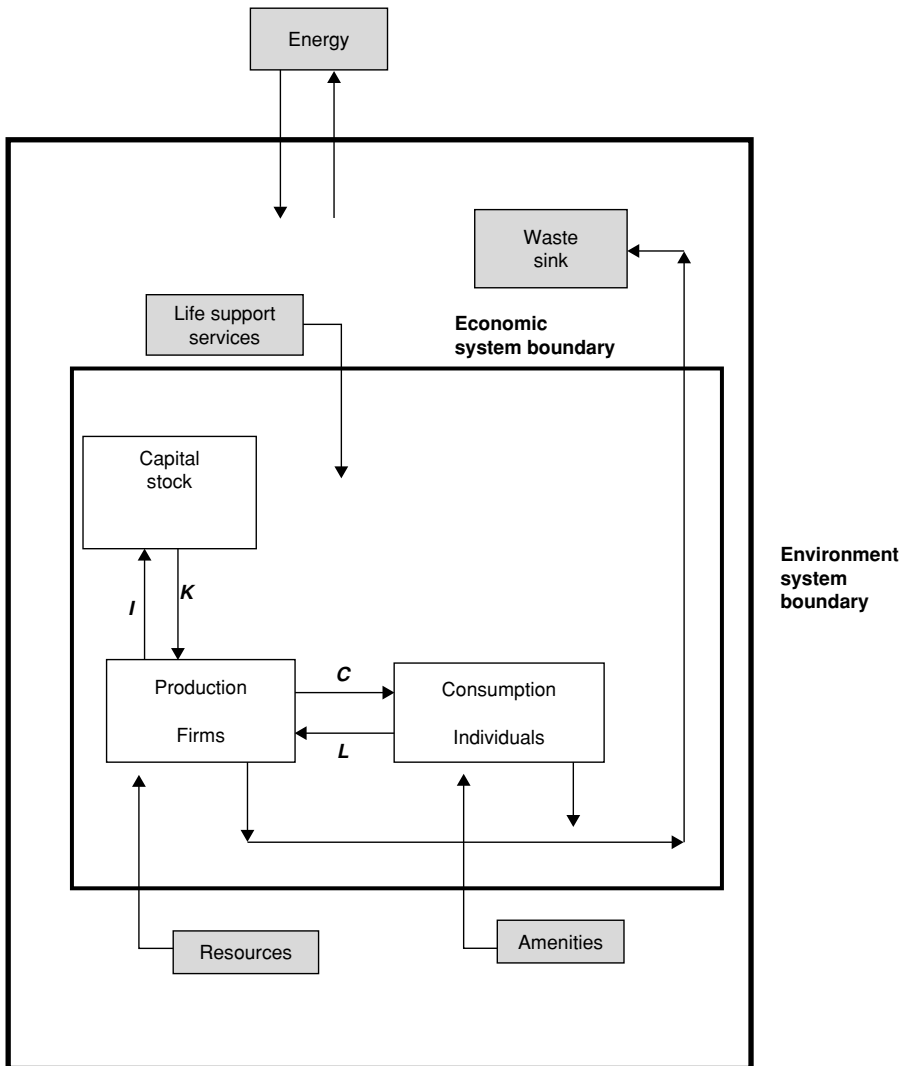 Energy
Waste
sink
Life support
services
Economic
system boundary
Capital
stock
Environment
system
boundary
I
K
Production
Firms
C
L
Consumption
Individuals
Resources
Amenities